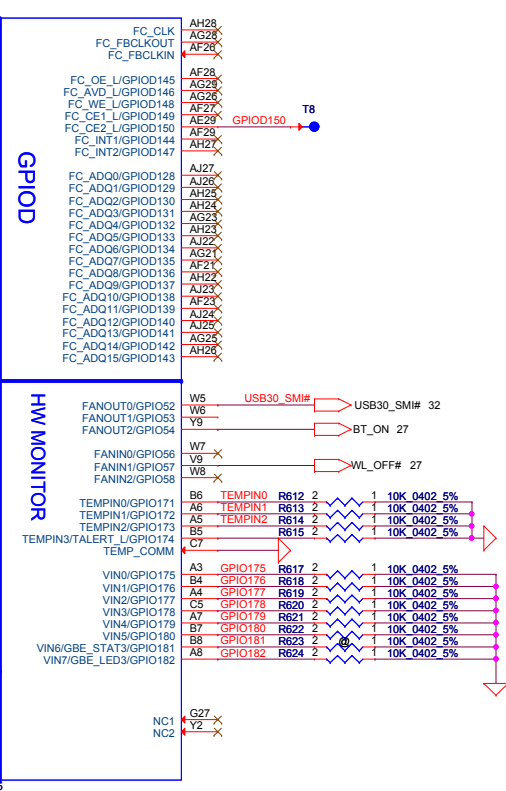 GPIOD
FC_CLK AH28
FC_FBCLKOUT AG28
FC_FBCLKIN AF26
FC_OE_L/GPIOD145 AF28
FC_AVD_L/GPIOD146 AG29
FC_WE_L/GPIOD148 AG26
FC_CE1_L/GPIOD149 AF27
FC_CE2_L/GPIOD150 AE29 GPIOD150 T8
FC_INT1/GPIOD144 AF29
FC_INT2/GPIOD147 AH27
FC_ADQ0/GPIOD128 AJ27
FC_ADQ1/GPIOD129 AJ26
FC_ADQ2/GPIOD130 AH25
FC_ADQ3/GPIOD131 AH24
FC_ADQ4/GPIOD132 AG23
FC_ADQ5/GPIOD133 AH23
FC_ADQ6/GPIOD134 AJ22
FC_ADQ7/GPIOD135 AG21
FC_ADQ8/GPIOD136 AF21
FC_ADQ9/GPIOD137 AH22
FC_ADQ10/GPIOD138 AJ23
FC_ADQ11/GPIOD139 AF23
FC_ADQ12/GPIOD140 AJ24
FC_ADQ13/GPIOD141 AJ25
FC_ADQ14/GPIOD142 AG25
FC_ADQ15/GPIOD143 AH26
HW MONITOR
FANOUT0/GPIO52 W5 USB30_SMI# USB30_SMI# 32
FANOUT1/GPIO53 W6
FANOUT2/GPIO54 Y9 BT_ON 27
FANIN0/GPIO56 W7
FANIN1/GPIO57 V9 WL_OFF# 27
FANIN2/GPIO58 W8
TEMPIN0/GPIO171 B6 TEMPIN0 R612 2 1 10K_0402_5%
TEMPIN1/GPIO172 A6 TEMPIN1 R613 2 1 10K_0402_5%
TEMPIN2/GPIO173 A5 TEMPIN2 R614 2 1 10K_0402_5%
TEMPIN3/TALERT_L/GPIO174 B5 R615 2 1 10K_0402_5%
TEMP_COMM C7
VIN0/GPIO175 A3 GPIO175 R617 2 1 10K_0402_5%
VIN1/GPIO176 B4 GPIO176 R618 2 1 10K_0402_5%
VIN2/GPIO177 A4 GPIO177 R619 2 1 10K_0402_5%
VIN3/GPIO178 C5 GPIO178 R620 2 1 10K_0402_5%
VIN4/GPIO179 A7 GPIO179 R621 2 1 10K_0402_5%
VIN5/GPIO180 B7 GPIO180 R622 2 1 10K_0402_5%
VIN6/GBE_STAT3/GPIO181 B8 GPIO181 R623 2 @ 1 10K_0402_5%
VIN7/GBE_LED3/GPIO182 A8 GPIO182 R624 2 1 10K_0402_5%
NC1 G27
NC2 Y2